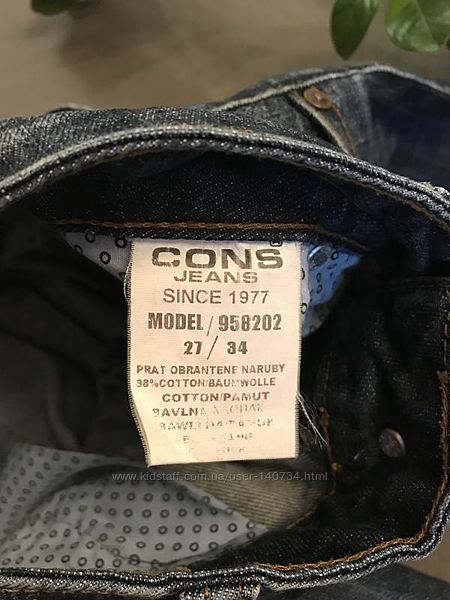 CONS
JEANS
SINCE 1977
MODEL/958202
27/34
PRAT OBRANTENE NARUBY
98%COTTON/BAUMWOLLE
COTTON/PAMUT
BAVLNA
www.kidstaff.com.ua/user-140734.html